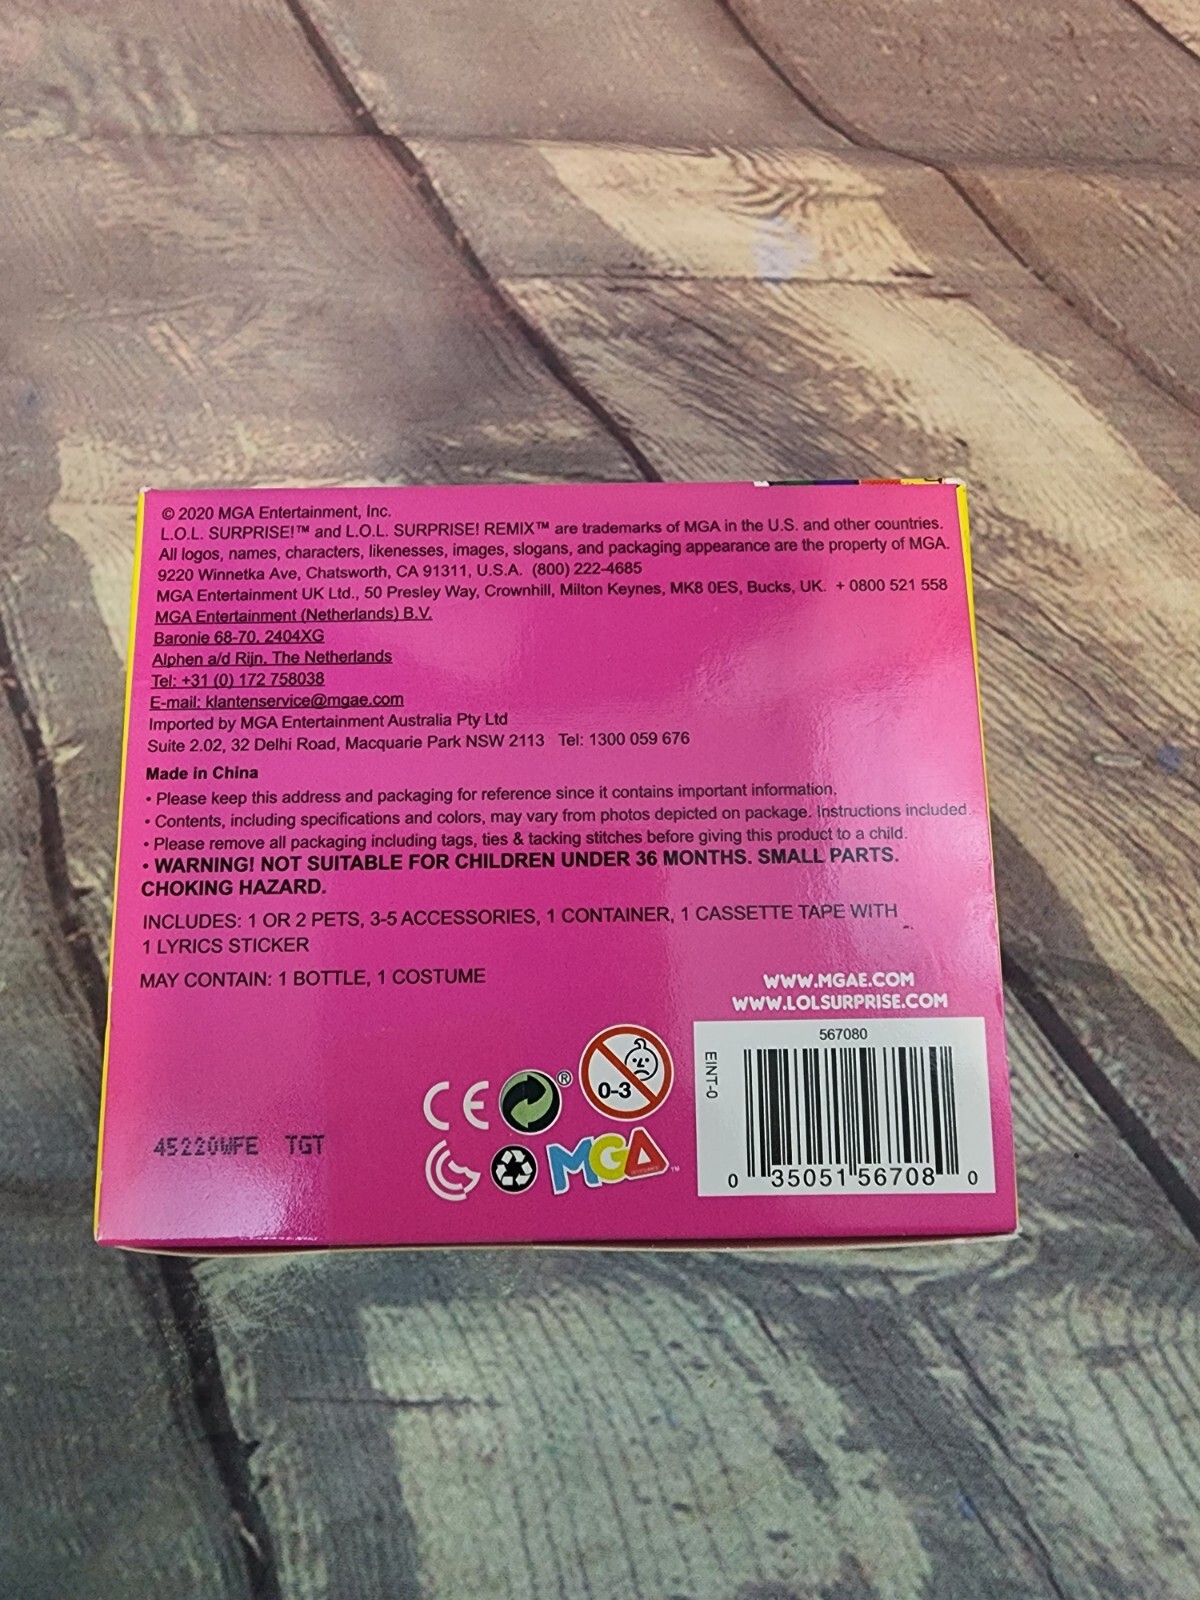 © 2020 MGA Entertainment, Inc.
L.O.L. SURPRISE!™ and L.O.L. SURPRISE! REMIX™ are trademarks of MGA in the U.S. and other countries.
All logos, names, characters, likenesses, images, slogans, and packaging appearance are the property of MGA.
9220 Winnetka Ave, Chatsworth, CA 91311, U.S.A. (800) 222-4685
MGA Entertainment UK Ltd., 50 Presley Way, Crownhill, Milton Keynes, MK8 0ES, Bucks, UK. + 0800 521 558
MGA Entertainment (Netherlands) B.V.
Baronie 68-70, 2404XG
Alphen a/d Rijn, The Netherlands
Tel: +31 (0) 172 758038
E-mail: klantenservice@mgae.com
Imported by MGA Entertainment Australia Pty Ltd
Suite 2.02, 32 Delhi Road, Macquarie Park NSW 2113 Tel: 1300 059 676
Made in China
• Please keep this address and packaging for reference since it contains important information.
• Contents, including specifications and colors, may vary from photos depicted on package. Instructions included.
• Please remove all packaging including tags, ties & tacking stitches before giving this product to a child.
• WARNING! NOT SUITABLE FOR CHILDREN UNDER 36 MONTHS. SMALL PARTS.
CHOKING HAZARD.
INCLUDES: 1 OR 2 PETS, 3-5 ACCESSORIES, 1 CONTAINER, 1 CASSETTE TAPE WITH
1 LYRICS STICKER
MAY CONTAIN: 1 BOTTLE, 1 COSTUME
WWW.MGAE.COM
WWW.LOLSURPRISE.COM
567080
EINT-0
0 35051 56708 0
CE ® 0-3
MGA ™
45220WFE TGT